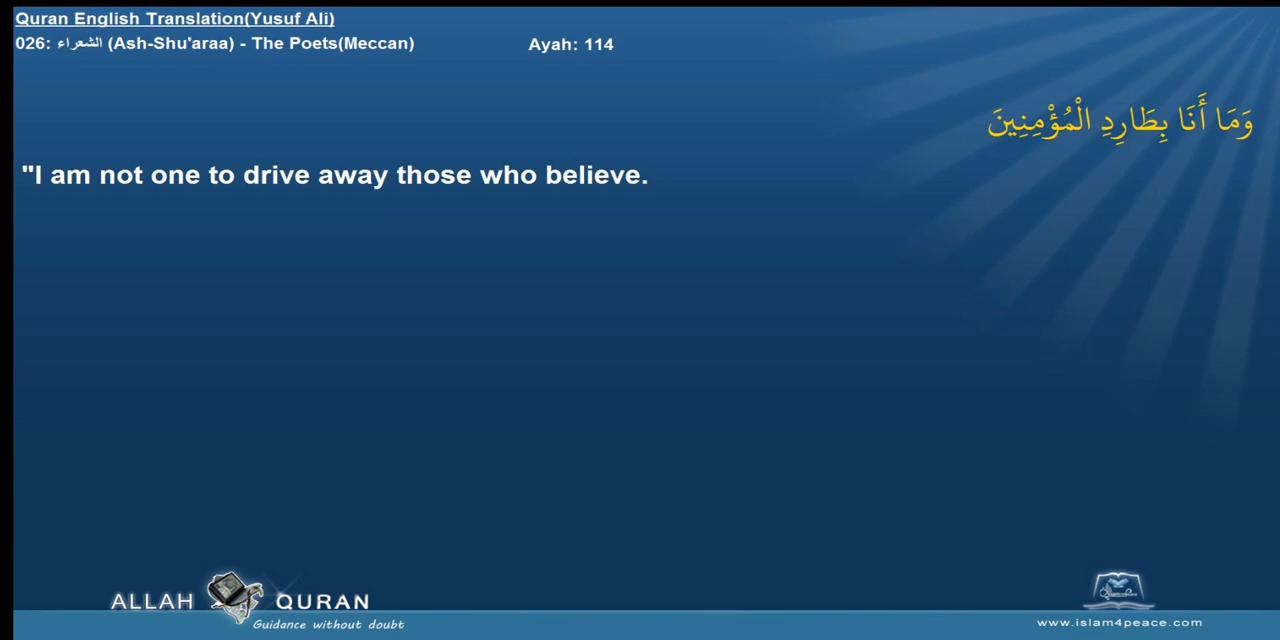 Quran English Translation(Yusuf Ali)
026: الشعراء (Ash-Shu'araa) - The Poets(Meccan) Ayah: 114
وَمَا أَنَا بِطَارِدِ الْمُؤْمِنِينَ
"I am not one to drive away those who believe.
ALLAH QURAN
Guidance without doubt
www.islam4peace.com